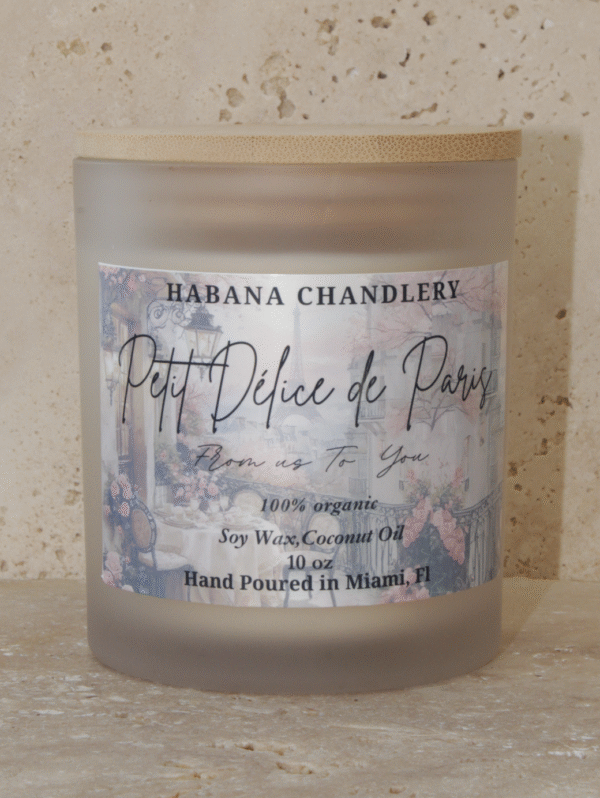 HABANA CHANDLERY
Petit Délice de Paris
From us To You
100% organic
Soy Wax,Coconut Oil
10 oz
Hand Poured in Miami, Fl